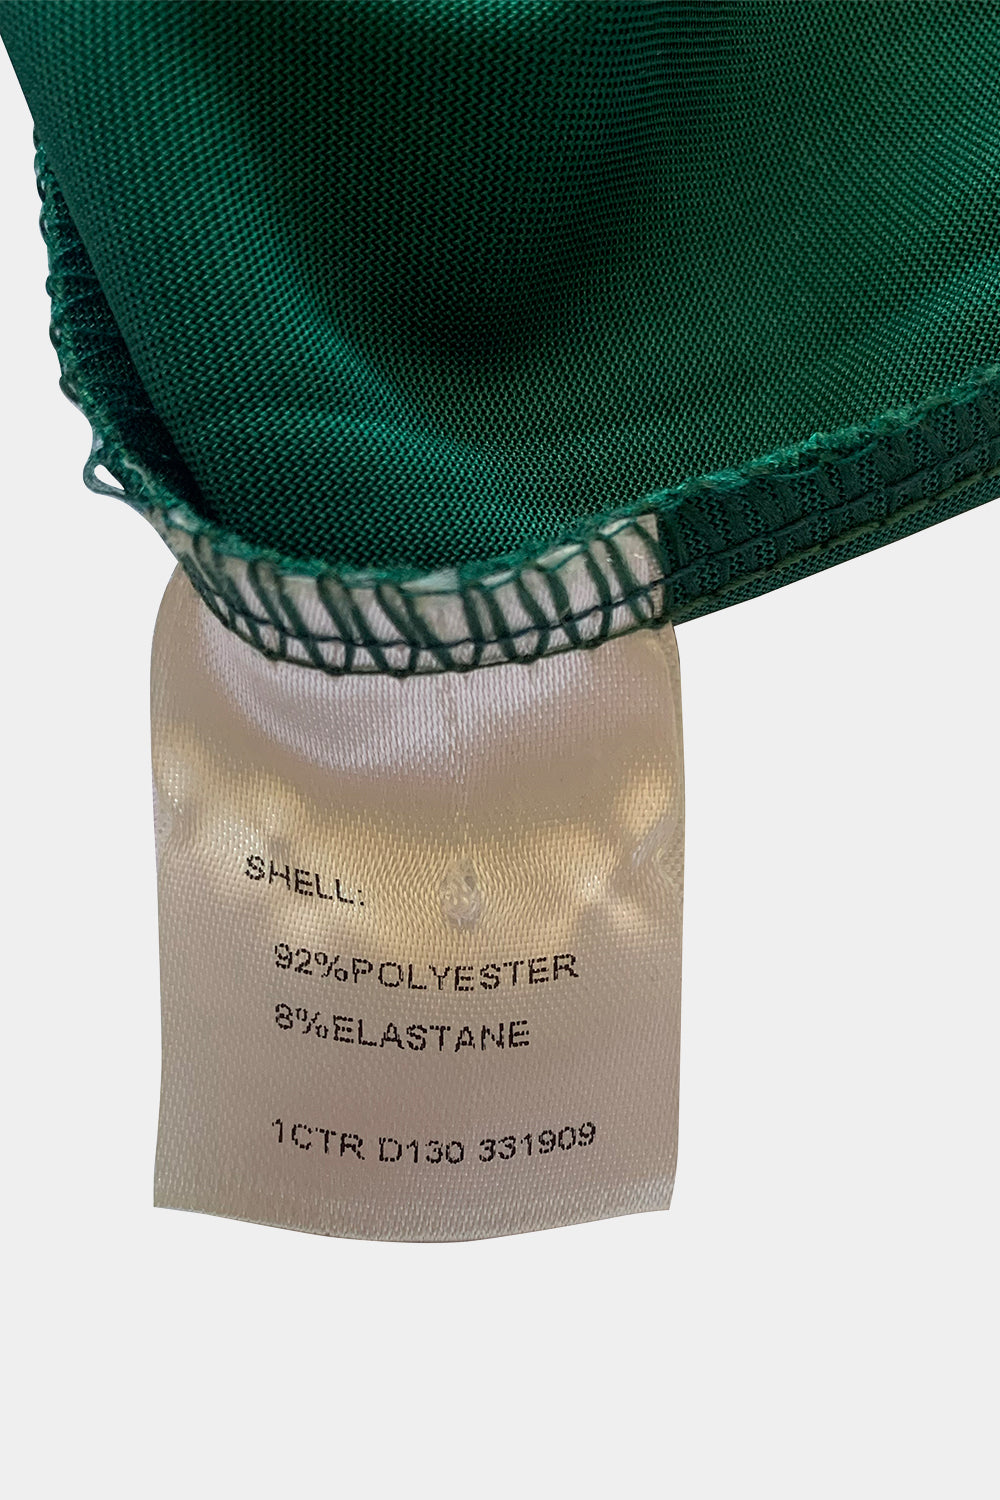 SHELL:
92%POLYESTER
8%ELASTANE
1CTR D130 331909